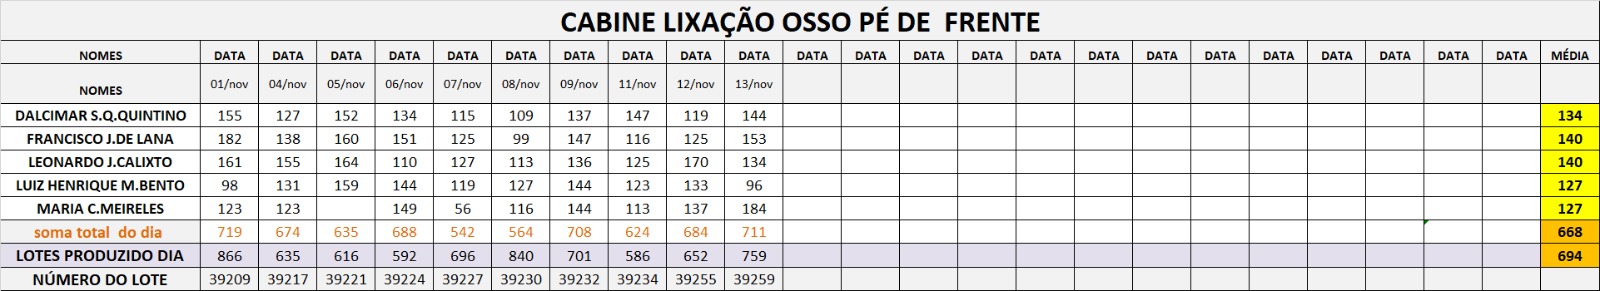 CABINE LIXAÇÃO OSSO PÉ DE  FRENTE
NOMES DATA DATA DATA DATA DATA DATA DATA DATA DATA DATA DATA DATA DATA DATA DATA DATA DATA DATA DATA DATA DATA DATA DATA MÉDIA
NOMES 01/nov 04/nov 05/nov 06/nov 07/nov 08/nov 09/nov 11/nov 12/nov 13/nov
DALCIMAR S.Q.QUINTINO 155 127 152 134 115 109 137 147 119 144 134
FRANCISCO J.DE LANA 182 138 160 151 125 99 147 116 125 153 140
LEONARDO J.CALIXTO 161 155 164 110 127 113 136 125 170 134 140
LUIZ HENRIQUE M.BENTO 98 131 159 144 119 127 144 123 133 96 127
MARIA C.MEIRELES 123 123 149 56 116 144 113 137 184 127
soma total  do dia 719 674 635 688 542 564 708 624 684 711 668
LOTES PRODUZIDO DIA 866 635 616 592 696 840 701 586 652 759 694
NÚMERO DO LOTE 39209 39217 39221 39224 39227 39230 39232 39234 39255 39259